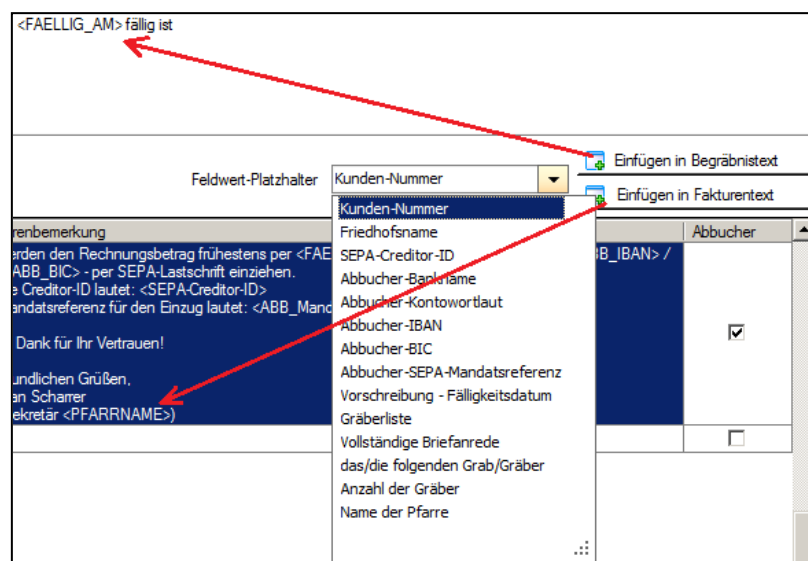 <FAELLIG_AM> fällig ist
Einfügen in Begräbnistext
Feldwert-Platzhalter Kunden-Nummer
Einfügen in Fakturentext
Kunden-Nummer
Friedhofsname
SEPA-Creditor-ID
Abbucher-Bankname
Abbucher-Kontowortlaut
Abbucher-IBAN
Abbucher-BIC
Abbucher-SEPA-Mandatsreferenz
Vorschreibung - Fälligkeitsdatum
Gräberliste
Vollständige Briefanrede
das/die folgenden Grab/Gräber
Anzahl der Gräber
Name der Pfarre
renbemerkung Abbucher
erden den Rechnungsbetrag frühestens per <FAE BB_IBAN> /
ABB_BIC> - per SEPA-Lastschrift einziehen.
e Creditor-ID lautet: <SEPA-Creditor-ID>
andatsreferenz für den Einzug lautet: <ABB_Mand
Dank für Ihr Vertrauen!
undlichen Grüßen,
an Scharrer
ekretär <PFARRNAME>)